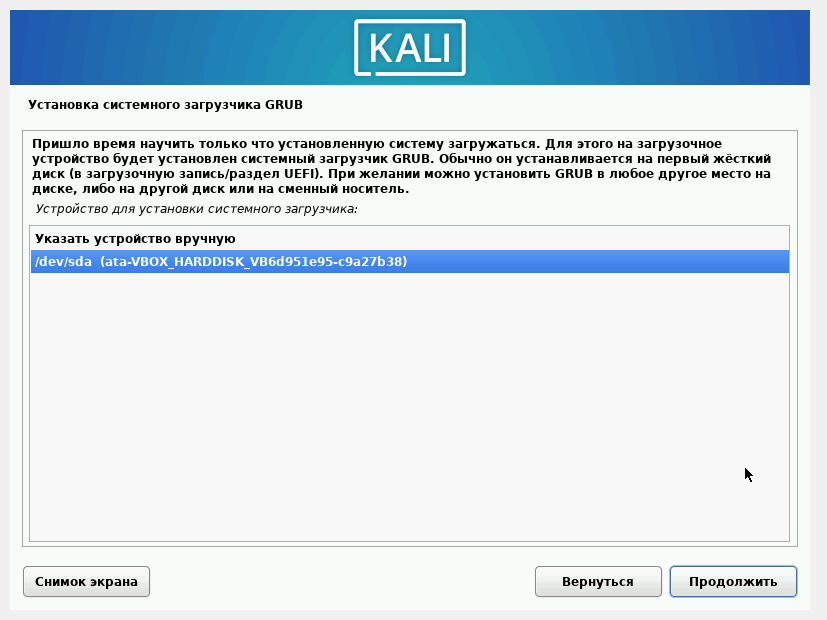 KALI
Установка системного загрузчика GRUB
Пришло время научить только что установленную систему загружаться. Для этого на загрузочное
устройство будет установлен системный загрузчик GRUB. Обычно он устанавливается на первый жёсткий
диск (в загрузочную запись/раздел UEFI). При желании можно установить GRUB в любое другое место на
диске, либо на другой диск или на сменный носитель.
Устройство для установки системного загрузчика:
Указать устройство вручную
/dev/sda  (ata-VBOX_HARDDISK_VB6d951e95-c9a27b38)
Снимок экрана
Вернуться
Продолжить